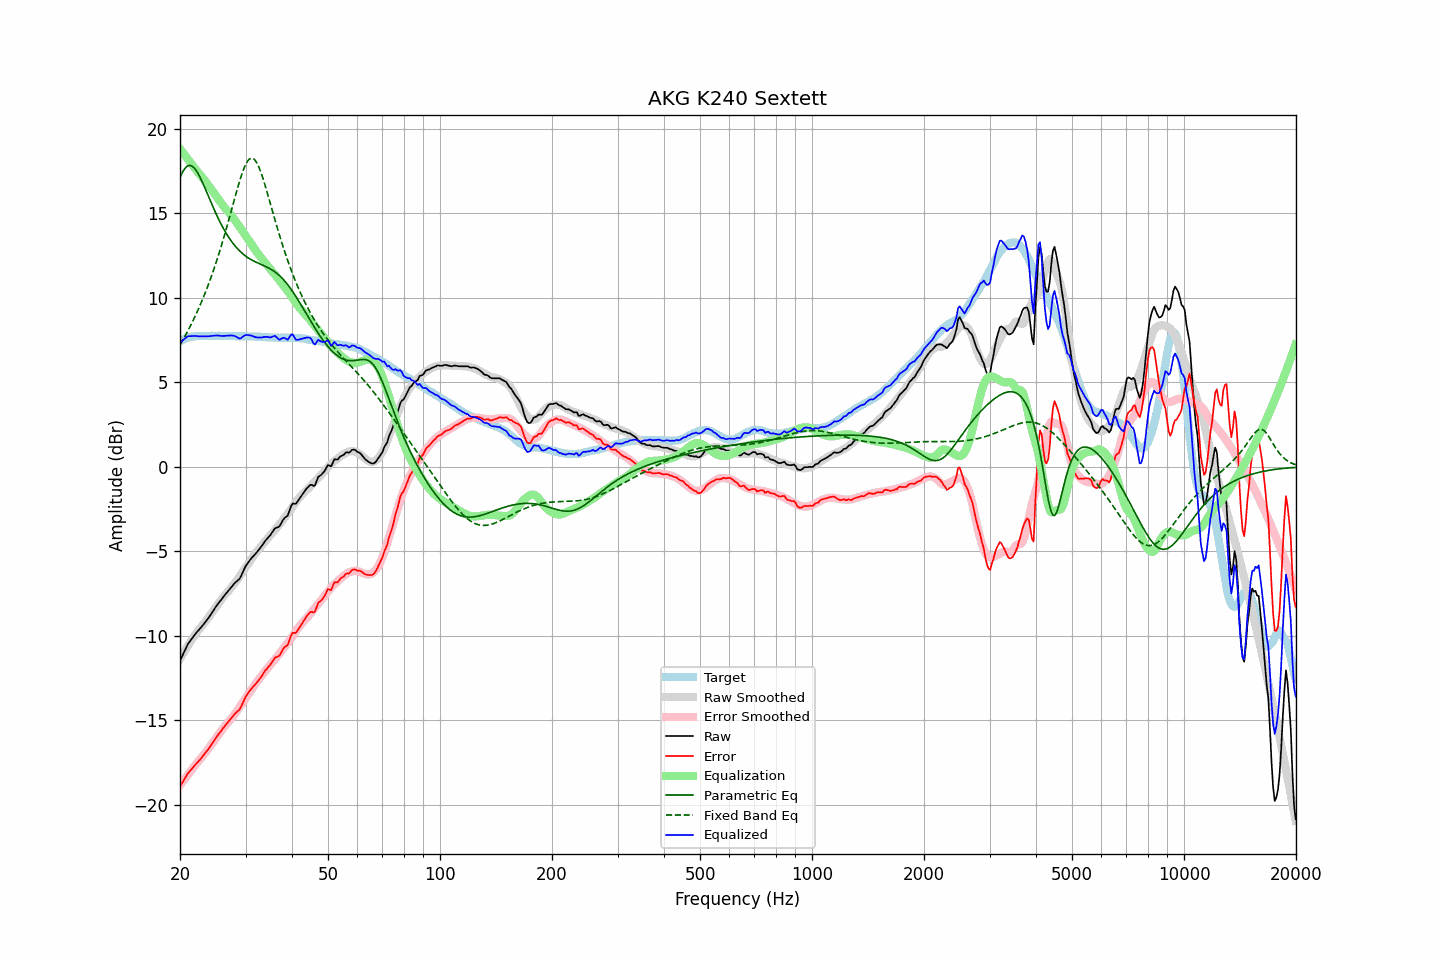 AKG K240 Sextett
Amplitude (dBr)
20
15
10
5
0
−5
−10
−15
−20
Target
Raw Smoothed
Error Smoothed
Raw
Error
Equalization
Parametric Eq
Fixed Band Eq
Equalized
20 50 100 200 500 1000 2000 5000 10000 20000
Frequency (Hz)